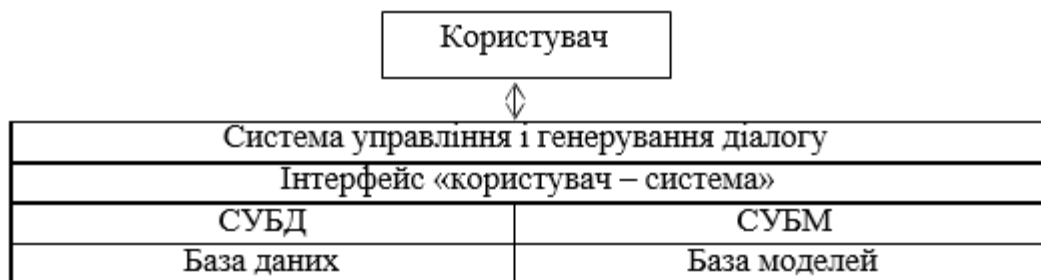 Користувач
Система управління і генерування діалогу
Інтерфейс «користувач – система»
СУБД СУБМ
База даних База моделей